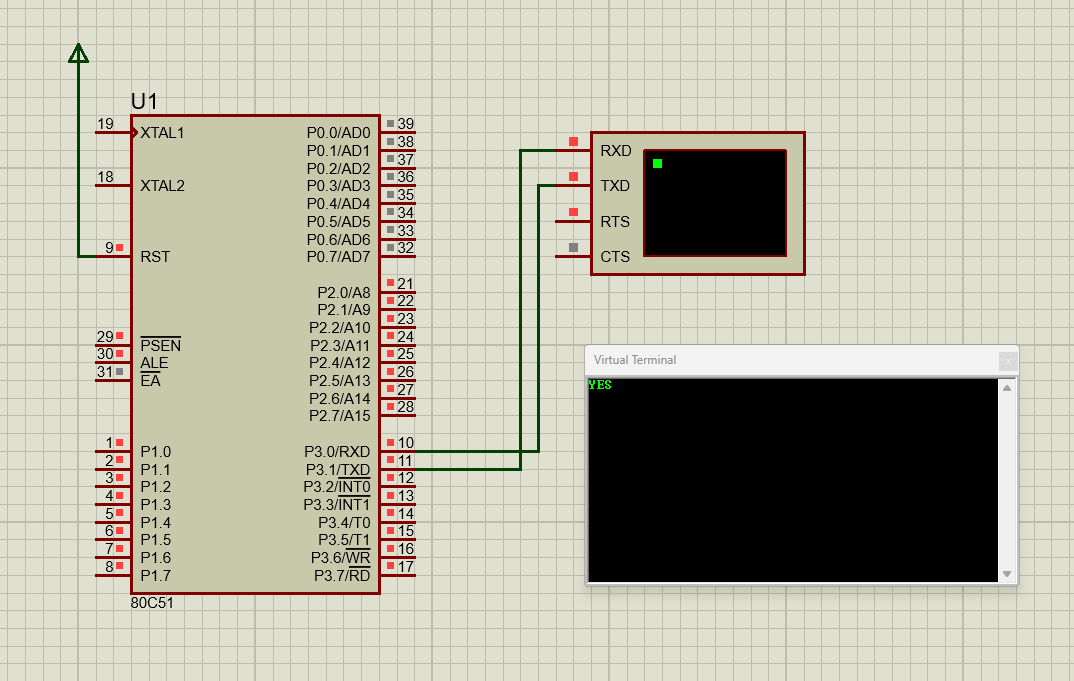 U1
19 XTAL1
18 XTAL2
9 RST
29 PSEN
30 ALE
31 EA
1 P1.0
2 P1.1
3 P1.2
4 P1.3
5 P1.4
6 P1.5
7 P1.6
8 P1.7
P0.0/AD0 39
P0.1/AD1 38
P0.2/AD2 37
P0.3/AD3 36
P0.4/AD4 35
P0.5/AD5 34
P0.6/AD6 33
P0.7/AD7 32
P2.0/A8 21
P2.1/A9 22
P2.2/A10 23
P2.3/A11 24
P2.4/A12 25
P2.5/A13 26
P2.6/A14 27
P2.7/A15 28
P3.0/RXD 10
P3.1/TXD 11
P3.2/INT0 12
P3.3/INT1 13
P3.4/T0 14
P3.5/T1 15
P3.6/WR 16
P3.7/RD 17
80C51
RXD
TXD
RTS
CTS
Virtual Terminal
x
YES